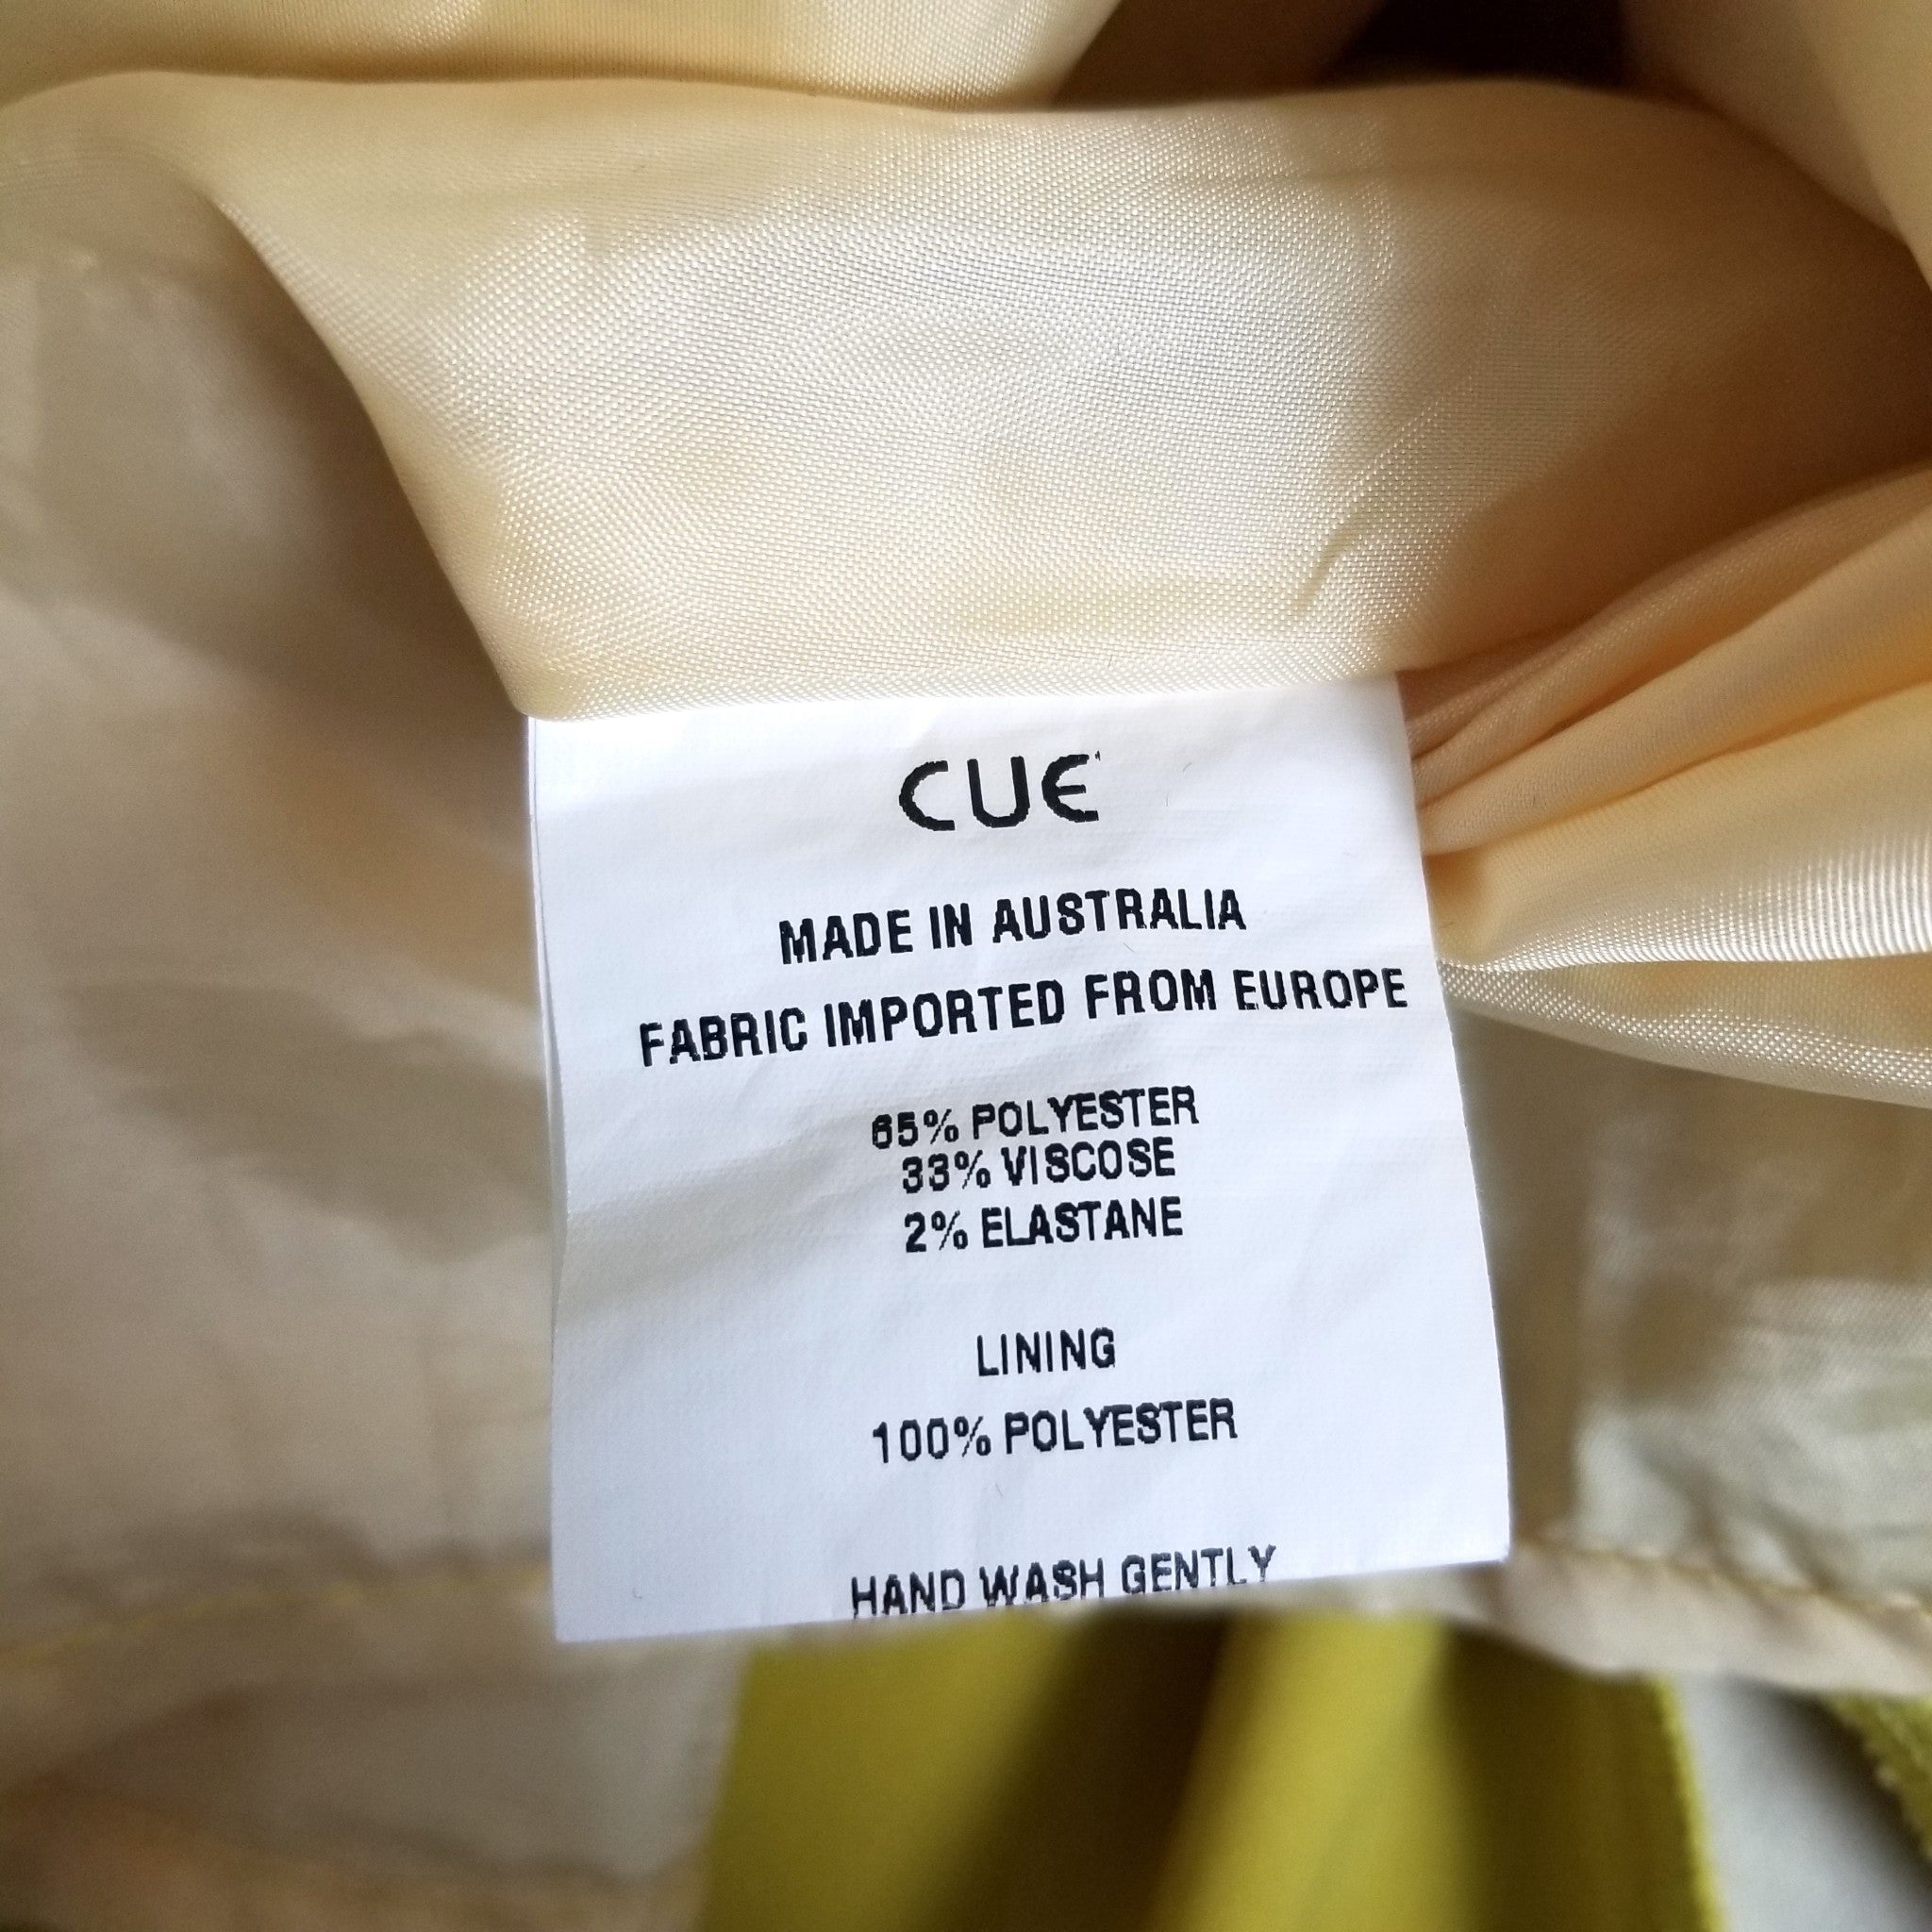 CUE
MADE IN AUSTRALIA
FABRIC IMPORTED FROM EUROPE
65% POLYESTER
33% VISCOSE
2% ELASTANE
LINING
100% POLYESTER
HAND WASH GENTLY